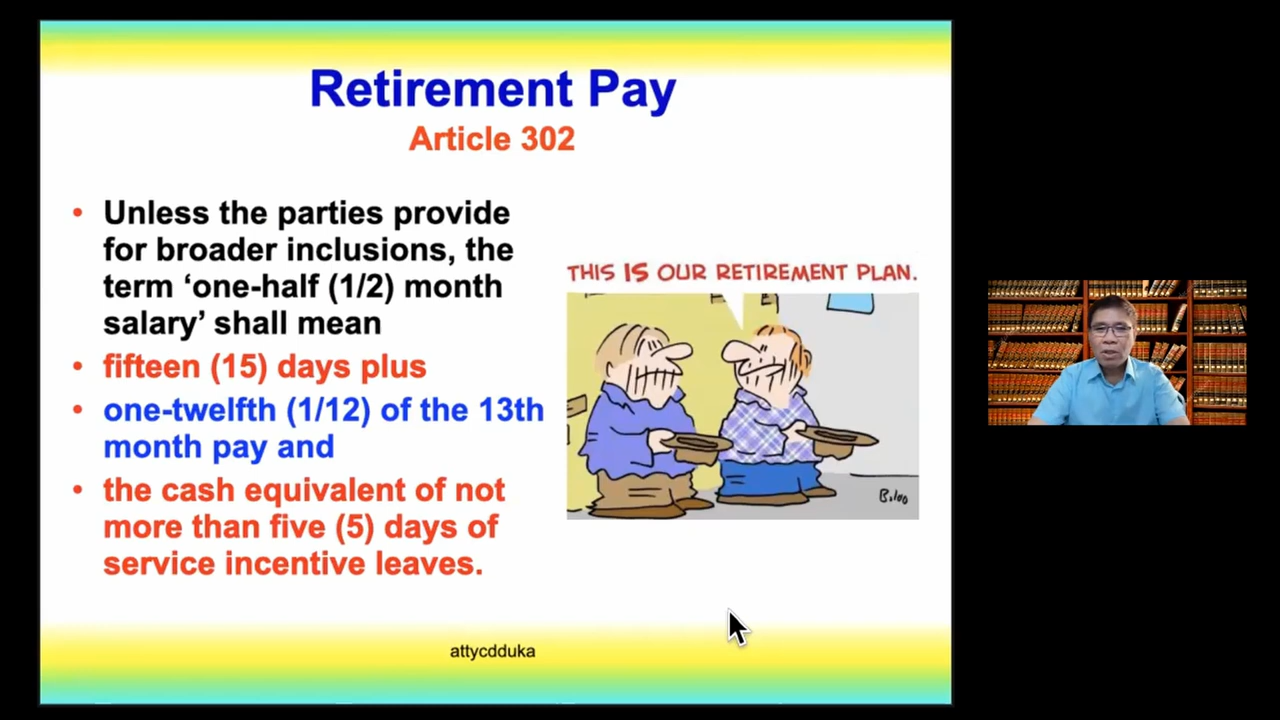 Retirement Pay
Article 302
• Unless the parties provide
for broader inclusions, the
term ‘one-half (1/2) month
salary’ shall mean
• fifteen (15) days plus
• one-twelfth (1/12) of the 13th
month pay and
• the cash equivalent of not
more than five (5) days of
service incentive leaves.
THIS IS OUR RETIREMENT PLAN.
attycdduka